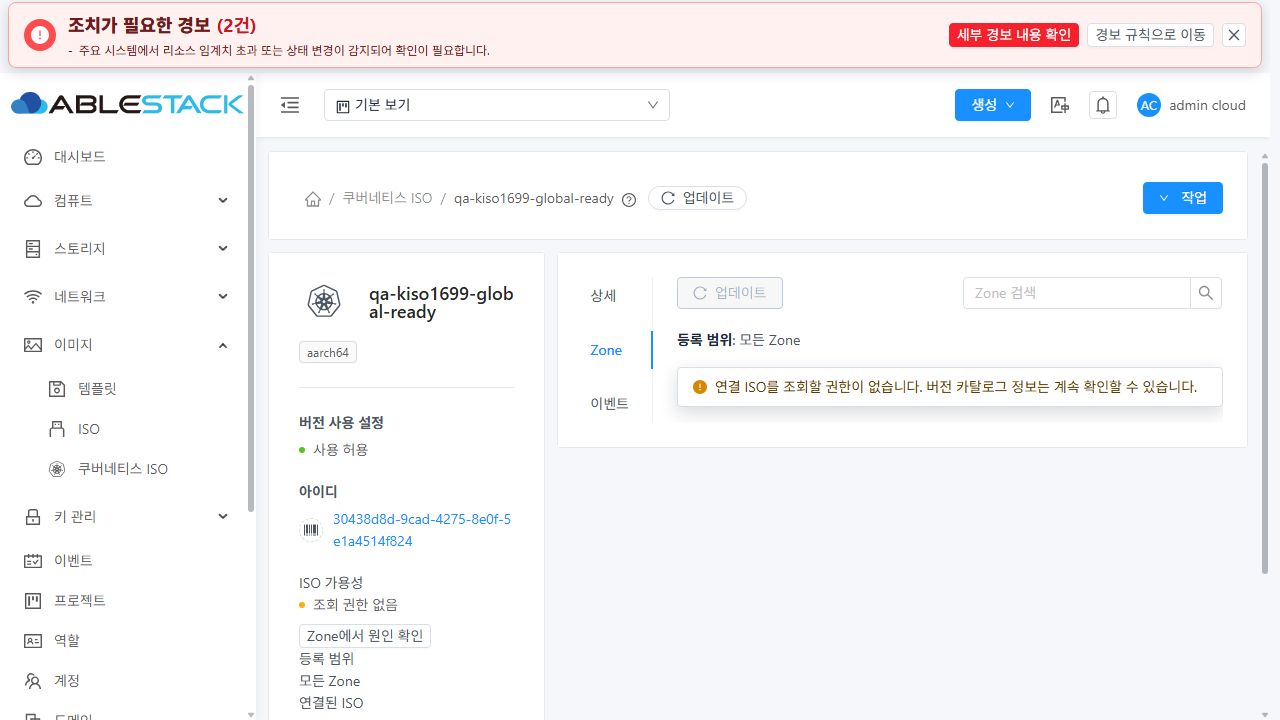 조치가 필요한 경보 (2건)
- 주요 시스템에서 리소스 임계치 초과 또는 상태 변경이 감지되어 확인이 필요합니다.
세부 경보 내용 확인
경보 규칙으로 이동
ABLESTACK
기본 보기
생성
AC admin cloud
대시보드
컴퓨트
스토리지
네트워크
이미지
템플릿
ISO
쿠버네티스 ISO
키 관리
이벤트
프로젝트
역할
계정
도메인
/ 쿠버네티스 ISO / qa-kiso1699-global-ready
업데이트
작업
qa-kiso1699-glob
al-ready
aarch64
버전 사용 설정
사용 허용
아이디
30438d8d-9cad-4275-8e0f-5
e1a4514f824
ISO 가용성
조회 권한 없음
Zone에서 원인 확인
등록 범위
모든 Zone
연결된 ISO
상세
Zone
이벤트
업데이트
Zone 검색
등록 범위: 모든 Zone
연결 ISO를 조회할 권한이 없습니다. 버전 카탈로그 정보는 계속 확인할 수 있습니다.